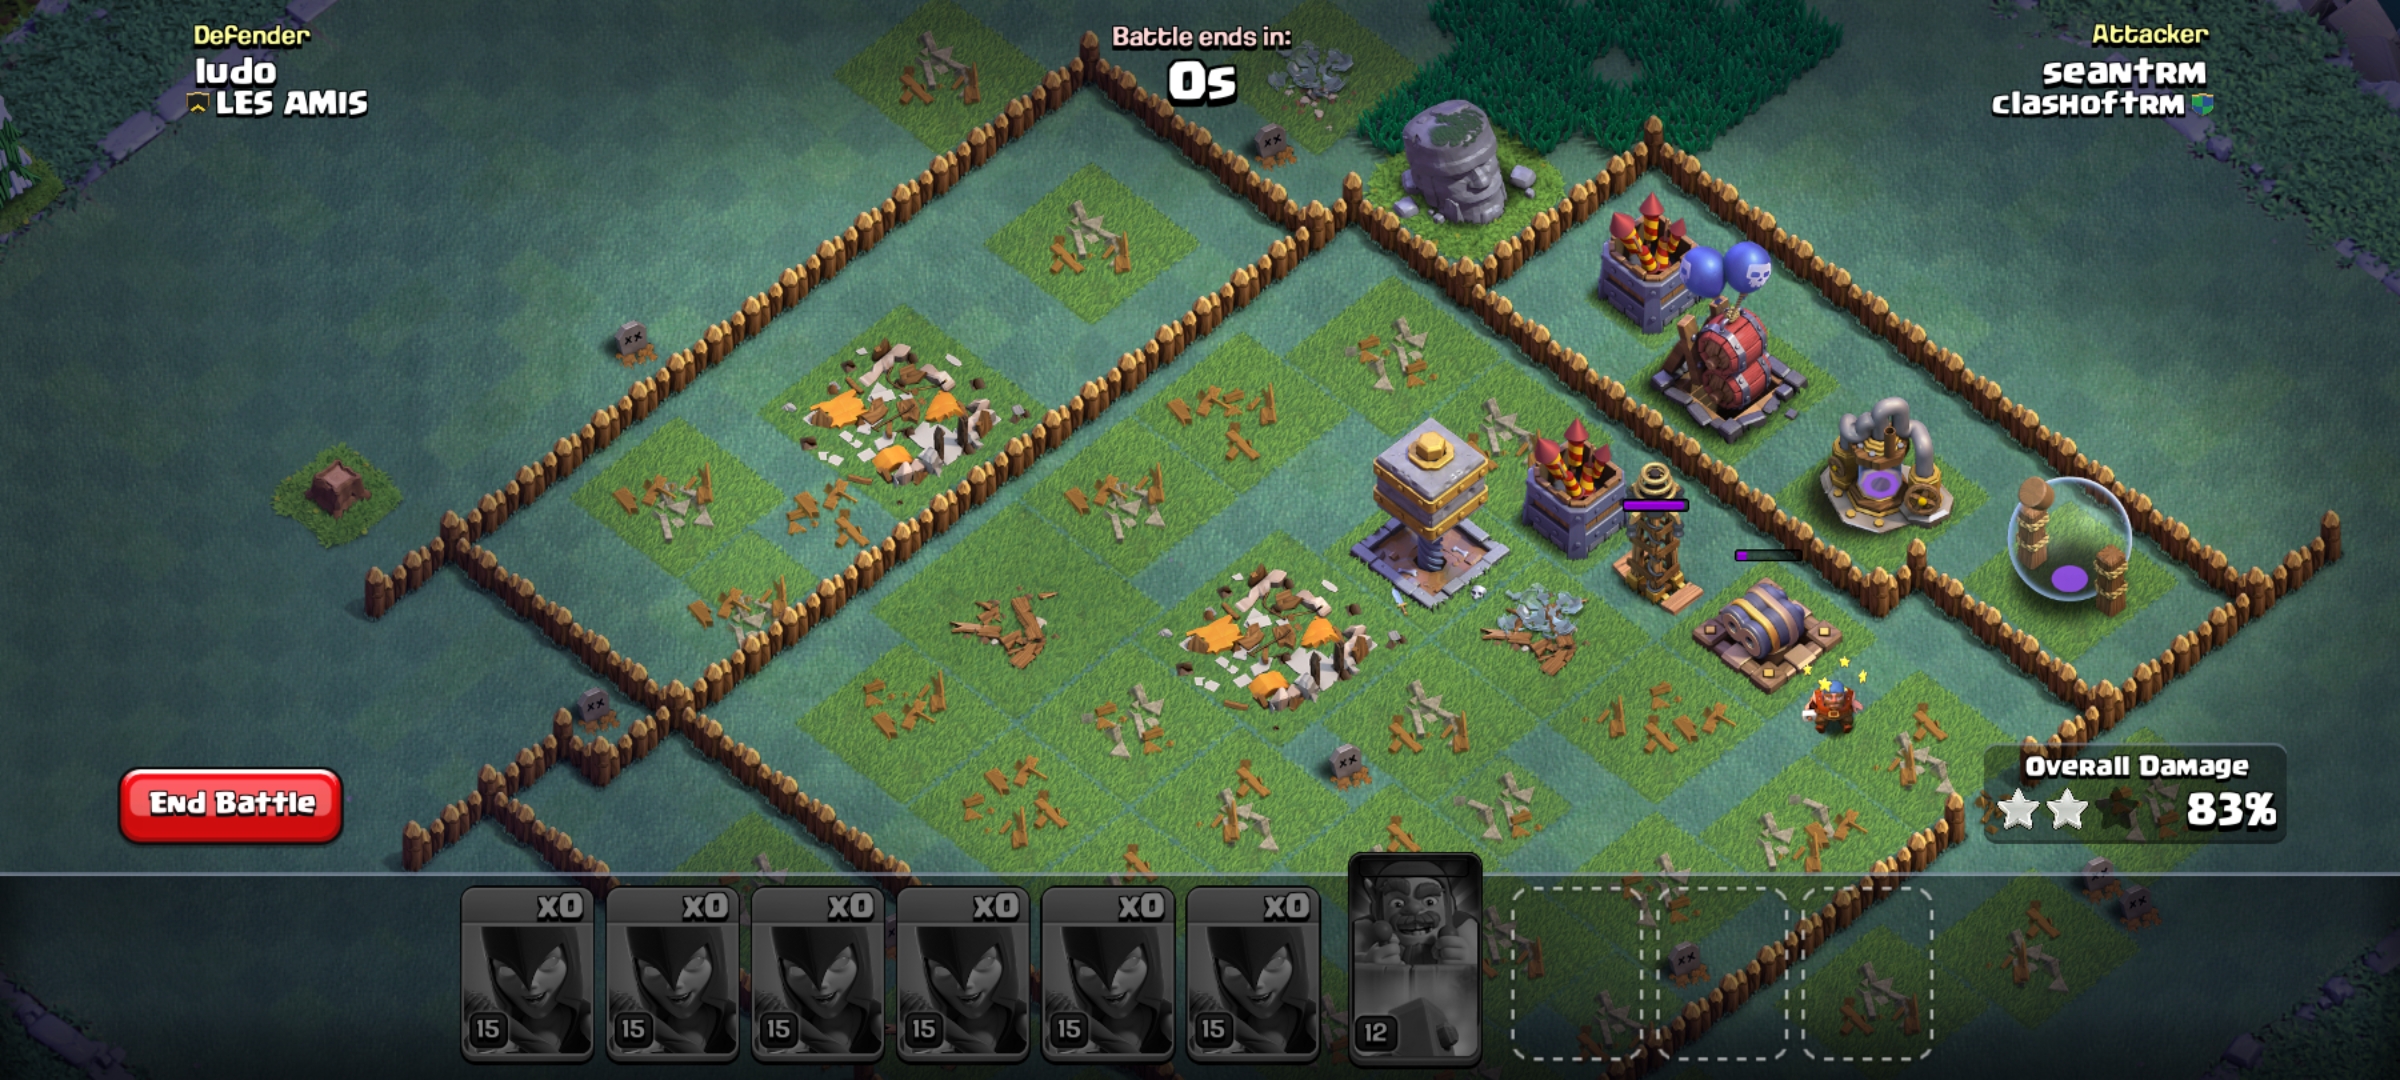 Defender
ludo
LES AMIS
Battle ends in:
0s
Attacker
seantRM
clashoftRM
End Battle
Overall Damage
83%
x0 x0 x0 x0 x0 x0
15 15 15 15 15 15 12